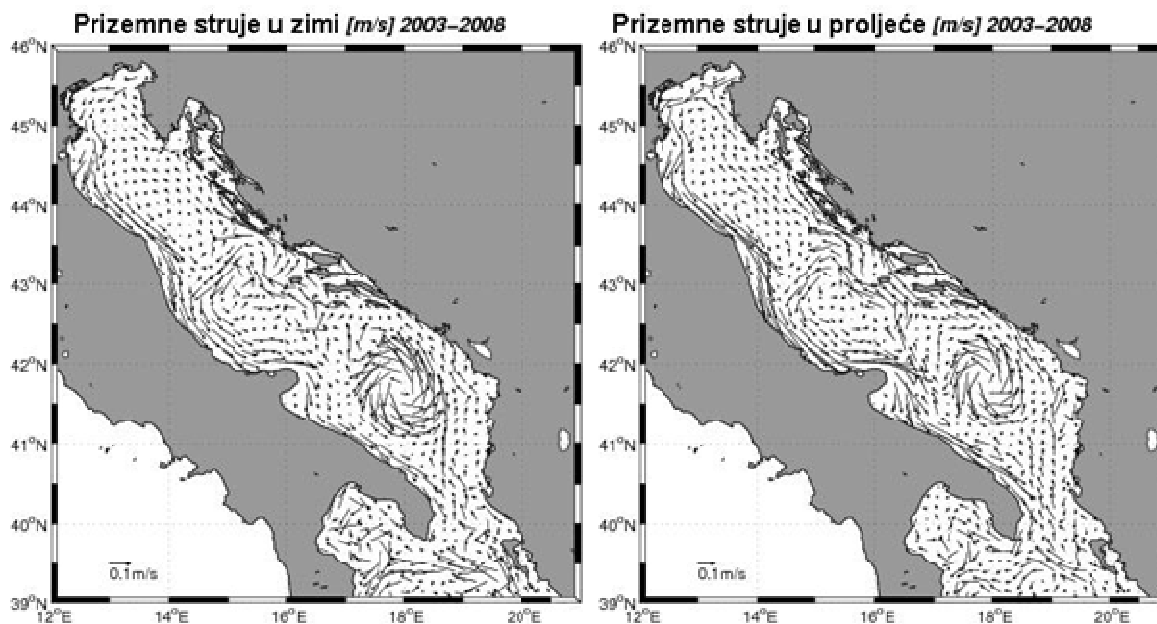 Prizemne struje u zimi [m/s] 2003–2008
46°N
45°N
44°N
43°N
42°N
41°N
40°N
39°N
0.1m/s
12°E
14°E
16°E
18°E
20°E
Prizemne struje u proljeće [m/s] 2003–2008
46°N
45°N
44°N
43°N
42°N
41°N
40°N
39°N
0.1m/s
12°E
14°E
16°E
18°E
20°E